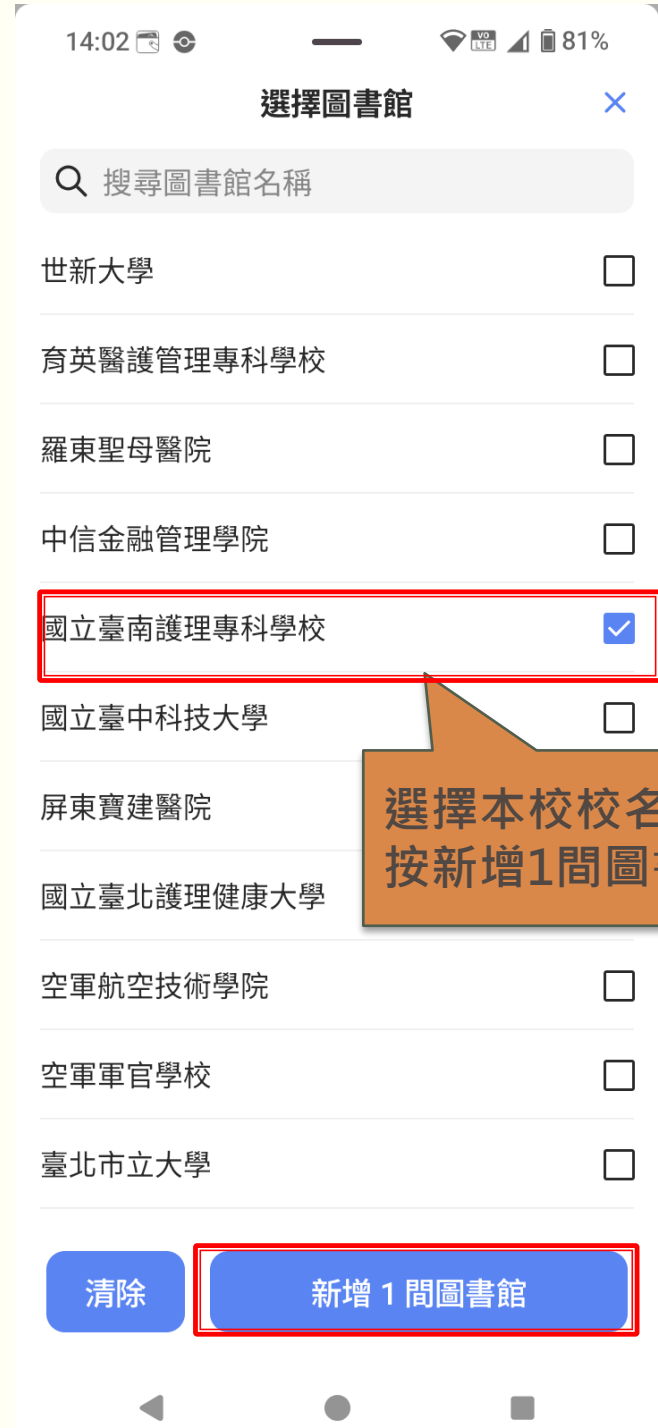 14:02
VO LTE
81%
選擇圖書館
搜尋圖書館名稱
世新大學
育英醫護管理專科學校
羅東聖母醫院
中信金融管理學院
國立臺南護理專科學校
國立臺中科技大學
屏東寶建醫院
選擇本校校名
按新增1間圖
國立臺北護理健康大學
空軍航空技術學院
空軍軍官學校
臺北市立大學
清除
新增 1 間圖書館